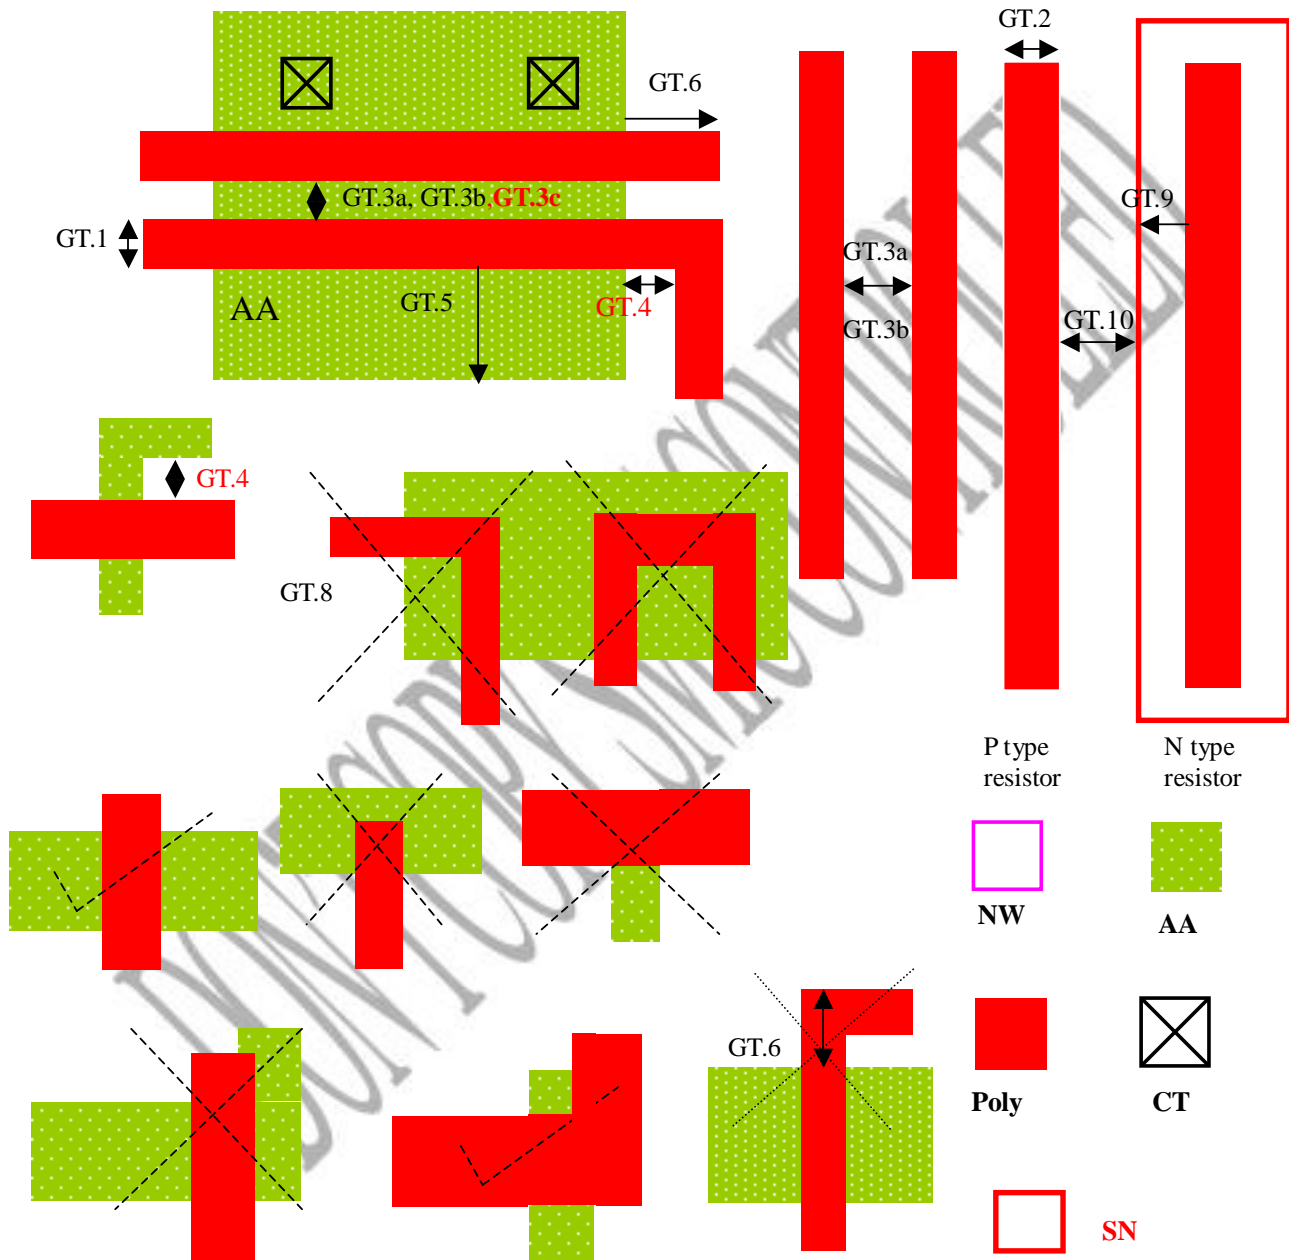 GT.2
GT.6
GT.3a, GT.3b,GT.3c
GT.1
GT.9
GT.3a
AA
GT.5
GT.4
GT.3b
GT.10
GT.4
GT.8
P type
resistor
N type
resistor
NW
AA
GT.6
Poly
CT
SN